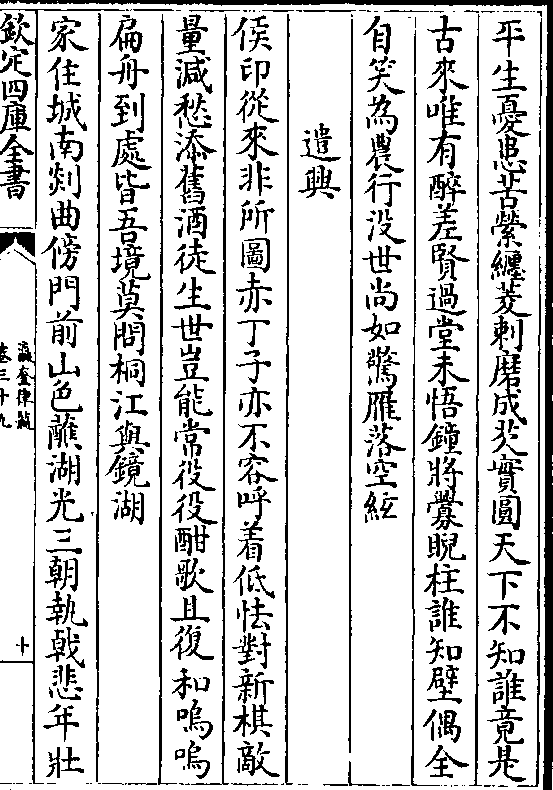 平生憂患苦縈纏菱刺磨成芡實圓天下不知誰竟是
古來唯有醉差賢過堂未悟鐘將釁睨柱誰知璧偶全
自笑為農行没世尚如驚雁落空絃
遣興
侯印從來非所圖赤丁子亦不容呼着低怯對新棋敵
量減愁添舊酒徒生世豈能常役役酣歌且復和嗚嗚
扁舟到處皆吾境莫問桐江與鏡湖
家住城南剡曲傍門前山色蘸湖光三朝執㦸悲年壯
欽定四庫全書
瀛奎律髓
卷三十九
十